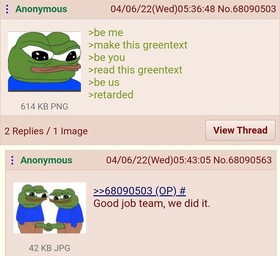 Anonymous 04/06/22(Wed)05:36:48 No.68090503
>be me
>make this greentext
>be you
>read this greentext
>be us
>retarded
614 KB PNG
2 Replies / 1 Image View Thread
Anonymous 04/06/22(Wed)05:43:05 No.68090563
>>68090503 (OP) #
Good job team, we did it.
42 KB JPG